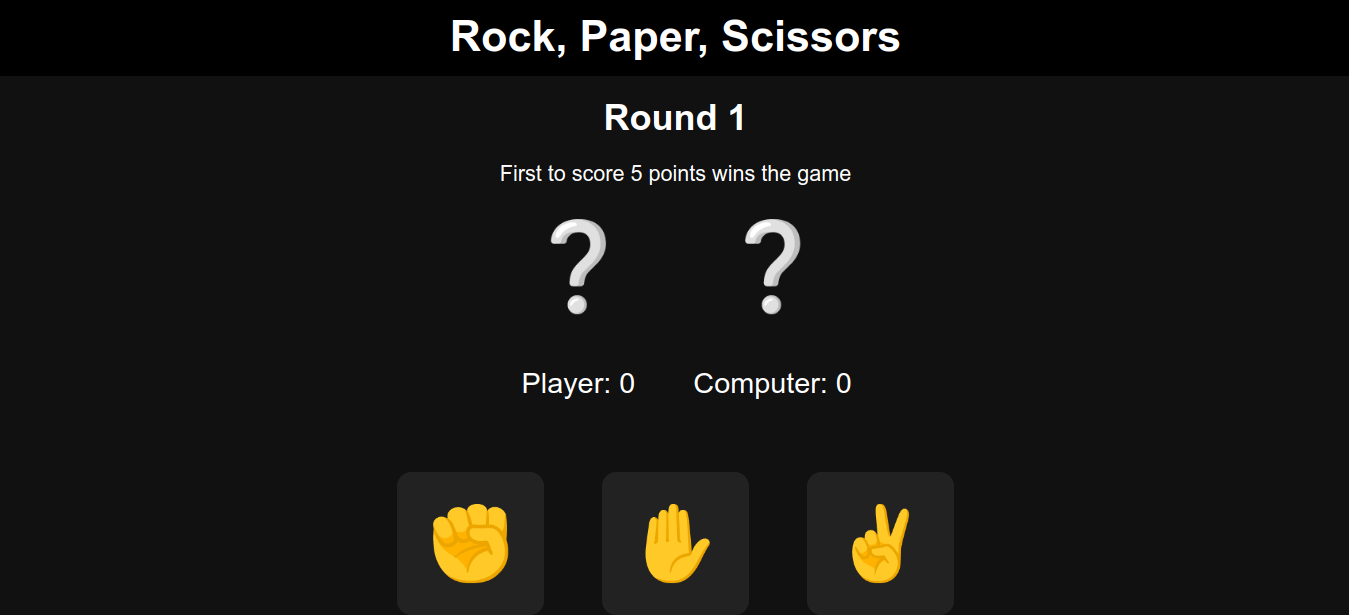 Rock, Paper, Scissors
Round 1
First to score 5 points wins the game
Player: 0 Computer: 0